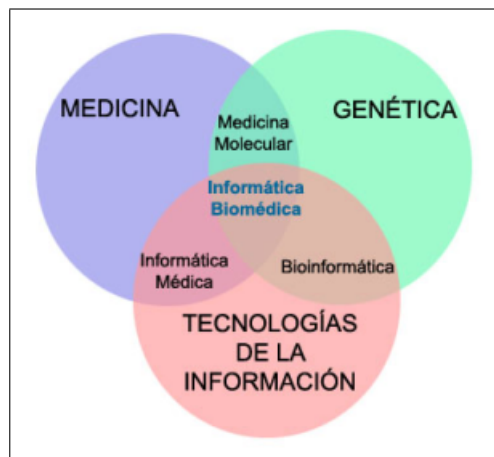 MEDICINA
GENÉTICA
Medicina
Molecular
Informática
Biomédica
Informática
Médica
Bioinformática
TECNOLOGÍAS
DE LA
INFORMACIÓN